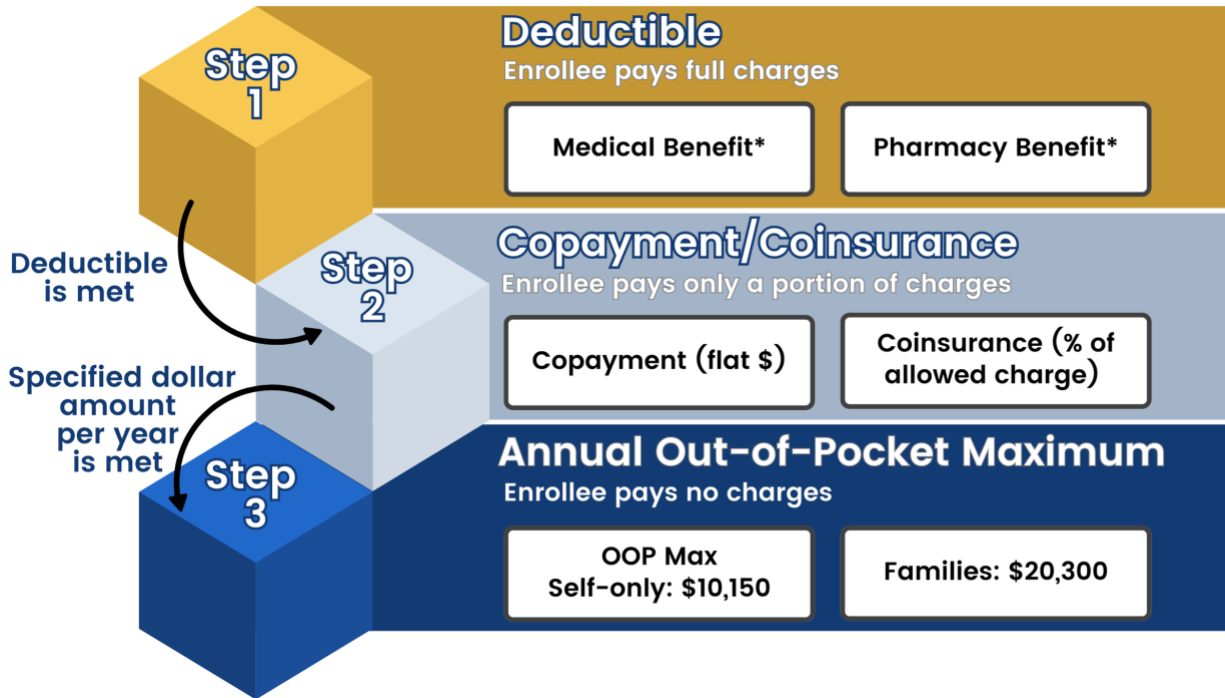 Step
1
Deductible
Enrollee pays full charges
Medical Benefit*
Pharmacy Benefit*
Deductible
is met
Step
2
Copayment/Coinsurance
Enrollee pays only a portion of charges
Copayment (flat $)
Coinsurance (% of
allowed charge)
Specified dollar
amount
per year
is met
Step
3
Annual Out-of-Pocket Maximum
Enrollee pays no charges
OOP Max
Self-only: $10,150
Families: $20,300